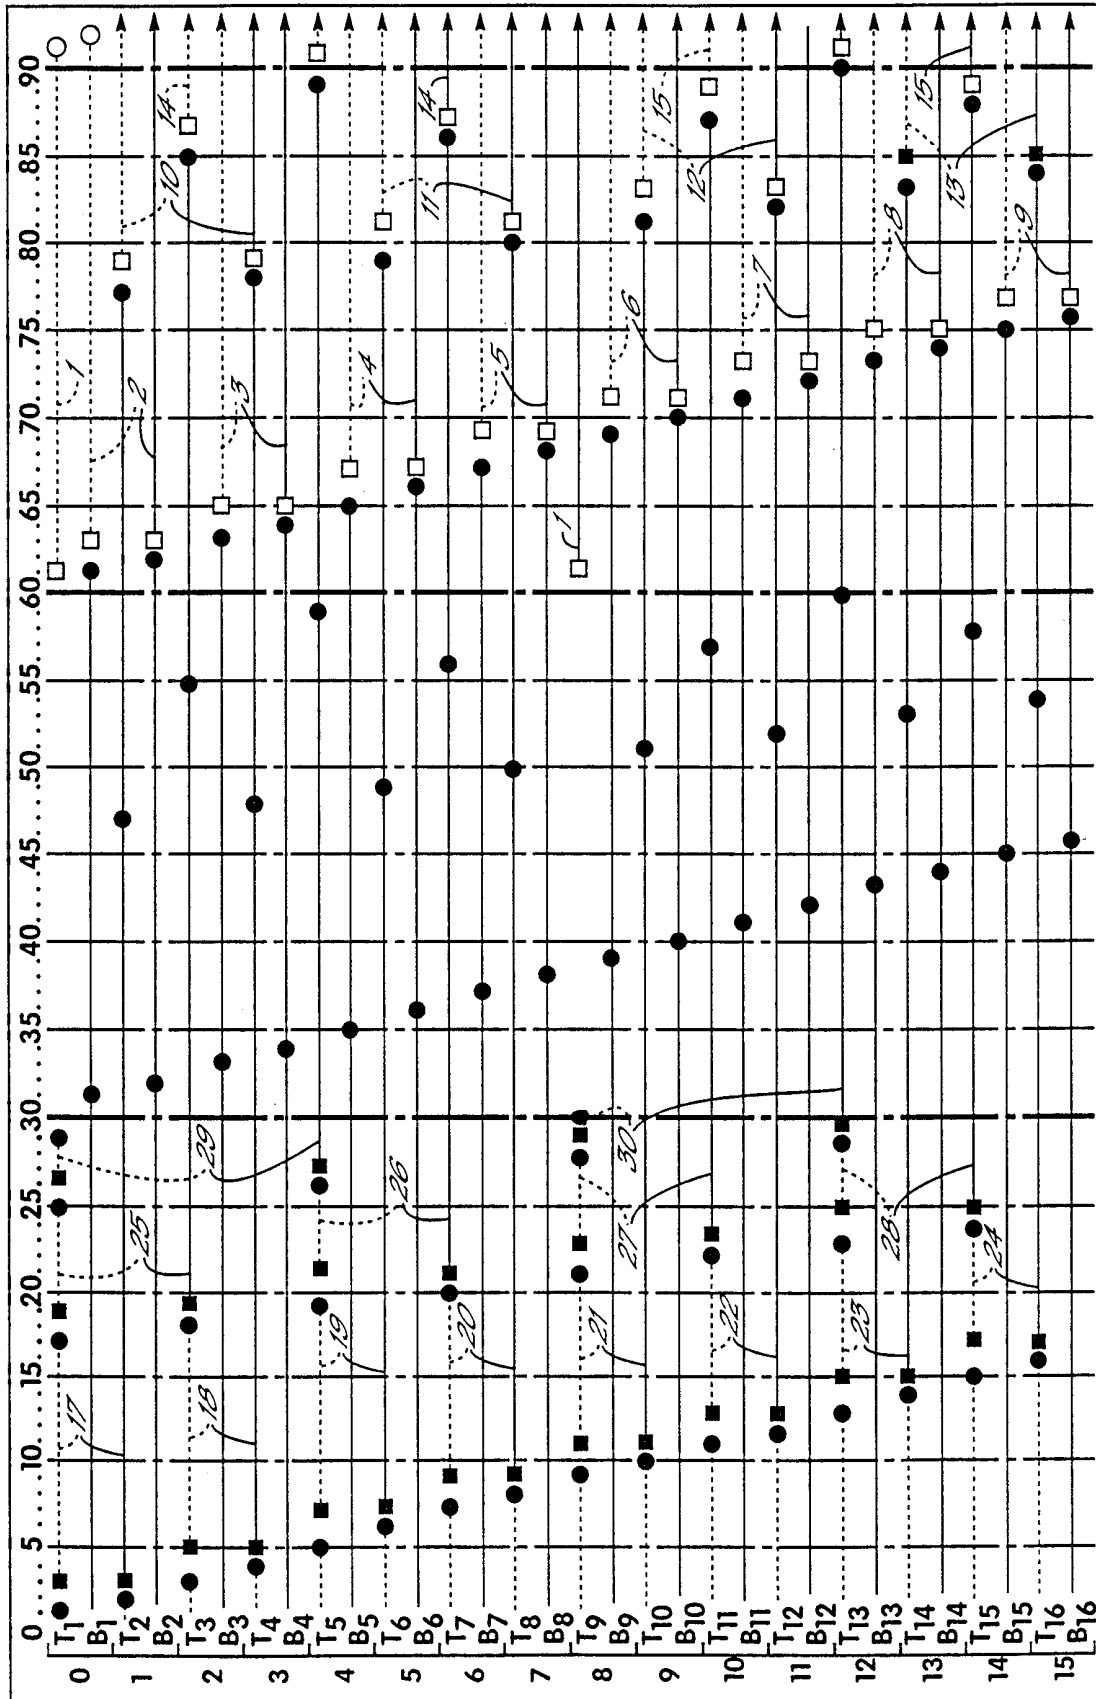 0....5....10....15....20....25....30....35....40....45....50....55....60....65....70....75....80....85....90
0 T1 B1
1 T2 B2
2 T3 B3
3 T4 B4
4 T5 B5
5 T6 B6
6 T7 B7
7 T8 B8
8 T9 B9
9 T10 B10
10 T11 B11
11 T12 B12
12 T13 B13
13 T14 B14
14 T15 B15
15 T16 B16
17
1
25
2
10
14
18
29
3
19
4
20
26
11
14
5
1
21
27
30
6
15
12
22
7
23
28
8
15
13
24
9